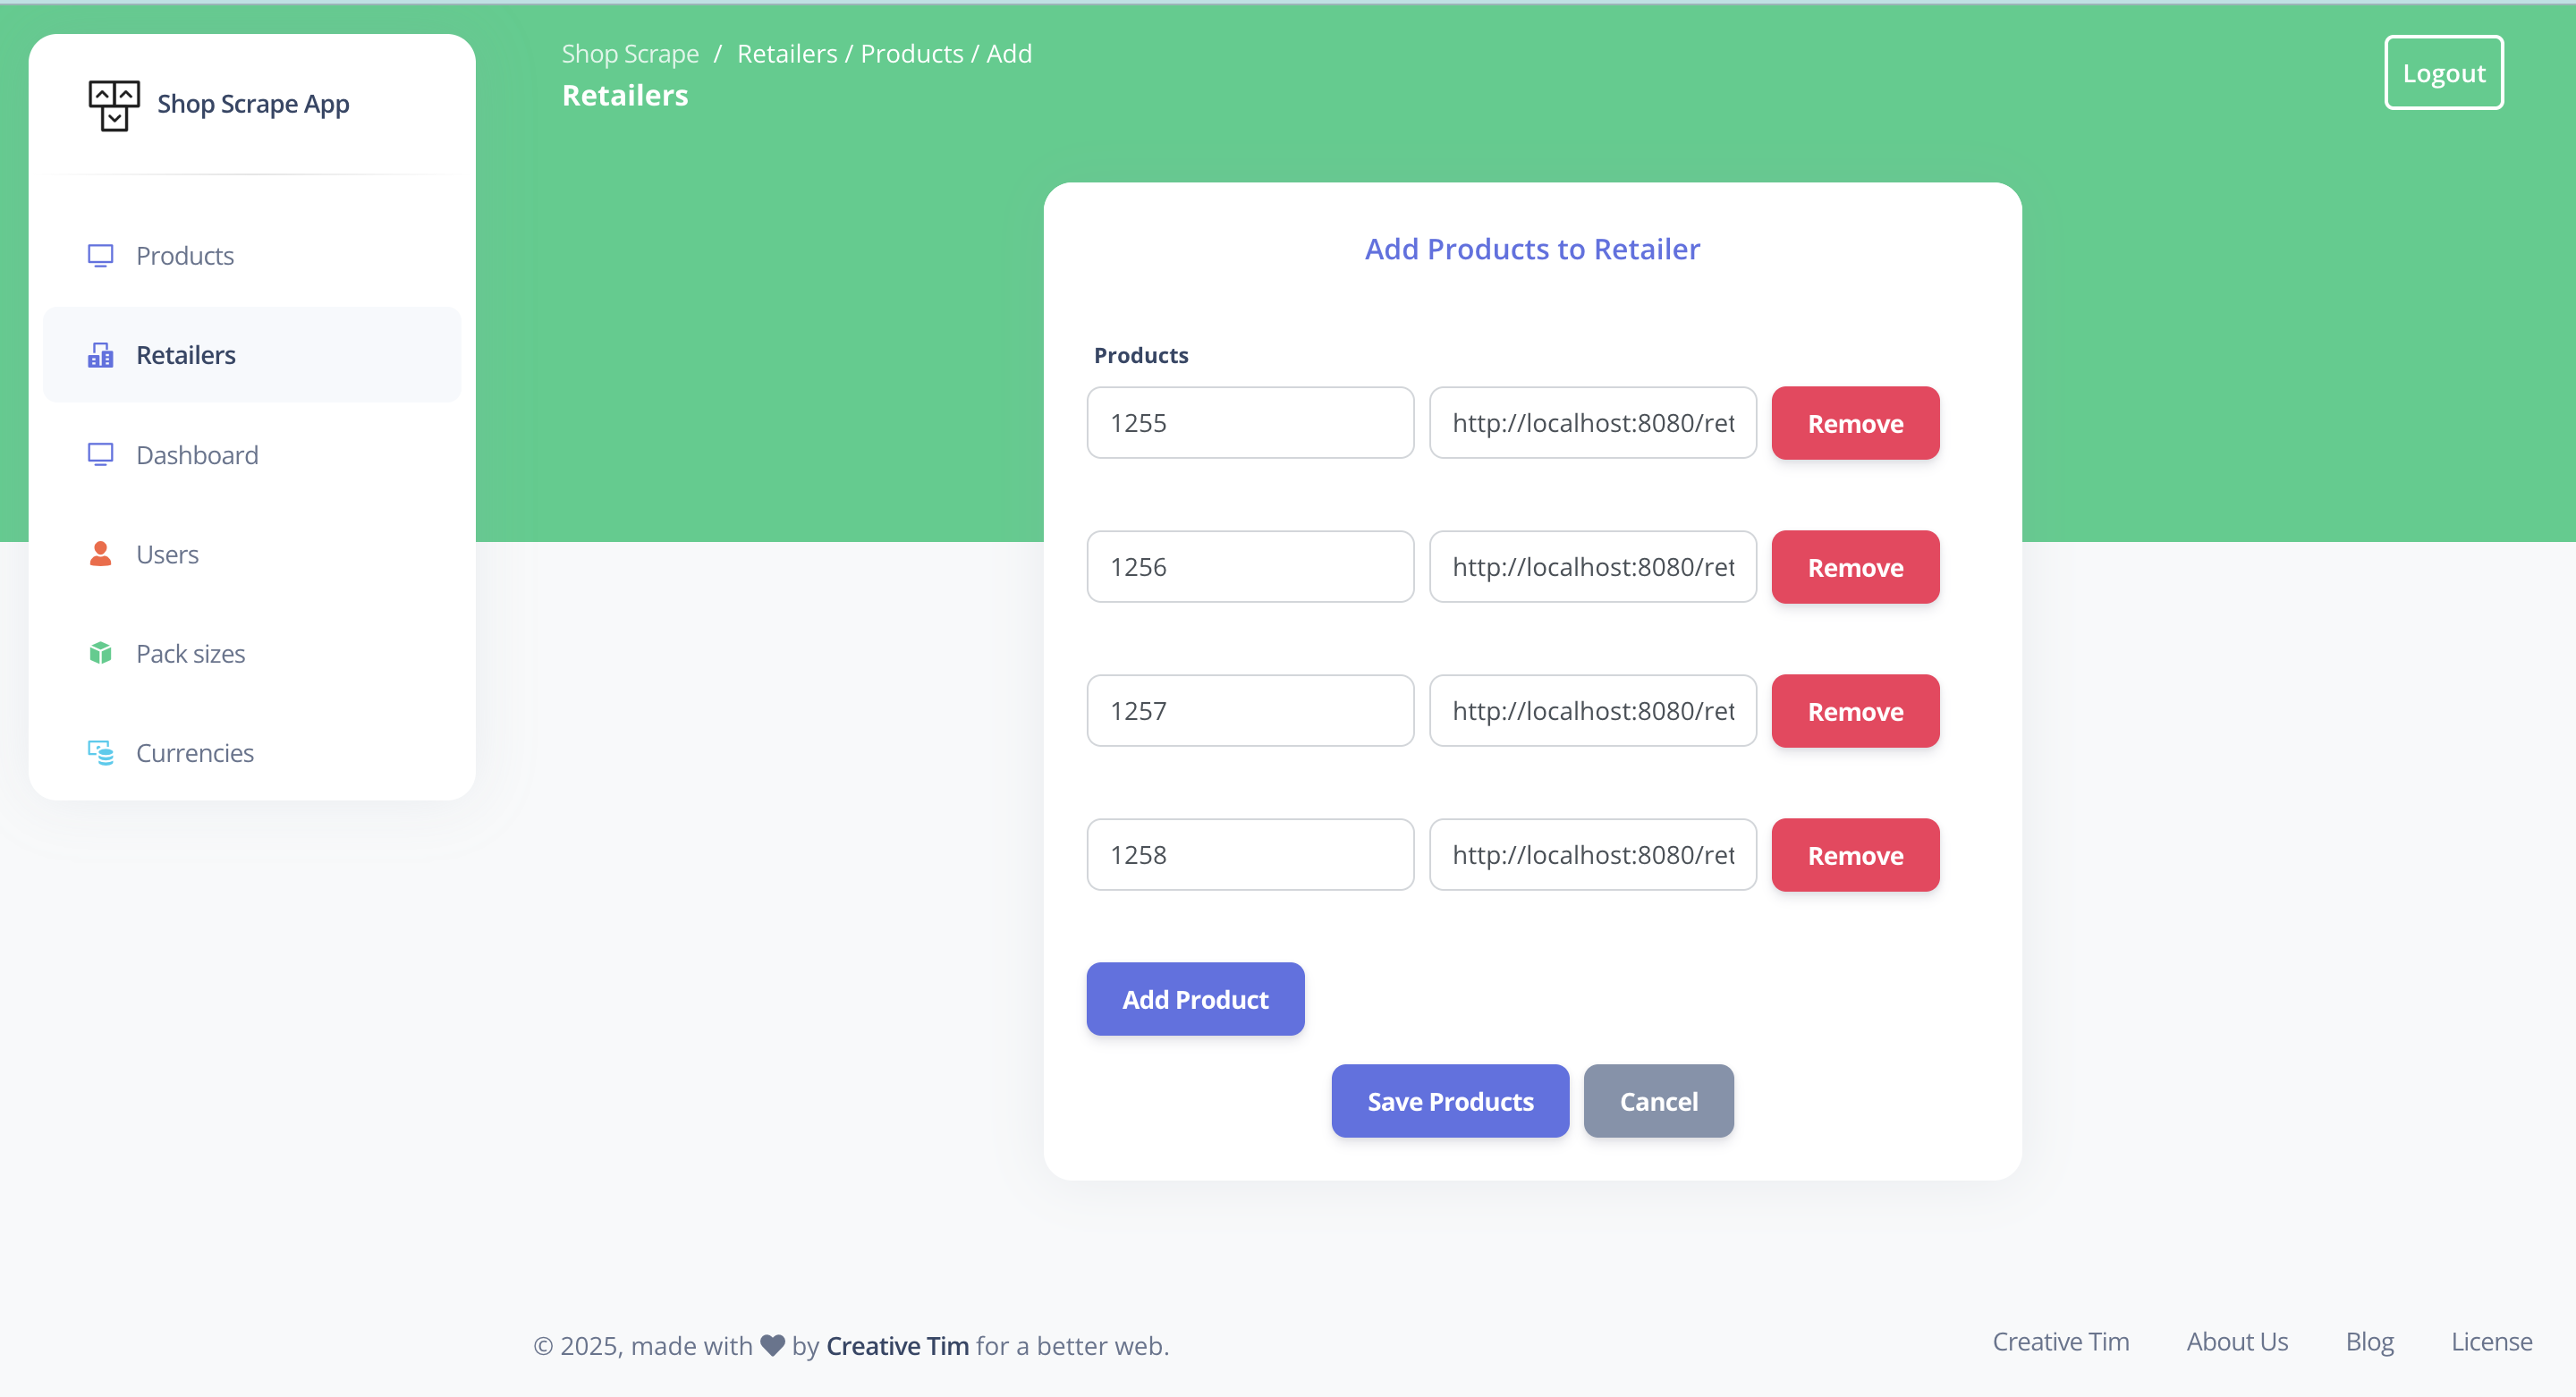 Shop Scrape App
Products
Retailers
Dashboard
Users
Pack sizes
Currencies
Shop Scrape / Retailers / Products / Add
Retailers
Logout
Add Products to Retailer
Products
1255 http://localhost:8080/ret Remove
1256 http://localhost:8080/ret Remove
1257 http://localhost:8080/ret Remove
1258 http://localhost:8080/ret Remove
Add Product
Save Products Cancel
© 2025, made with by Creative Tim for a better web.
Creative Tim About Us Blog License